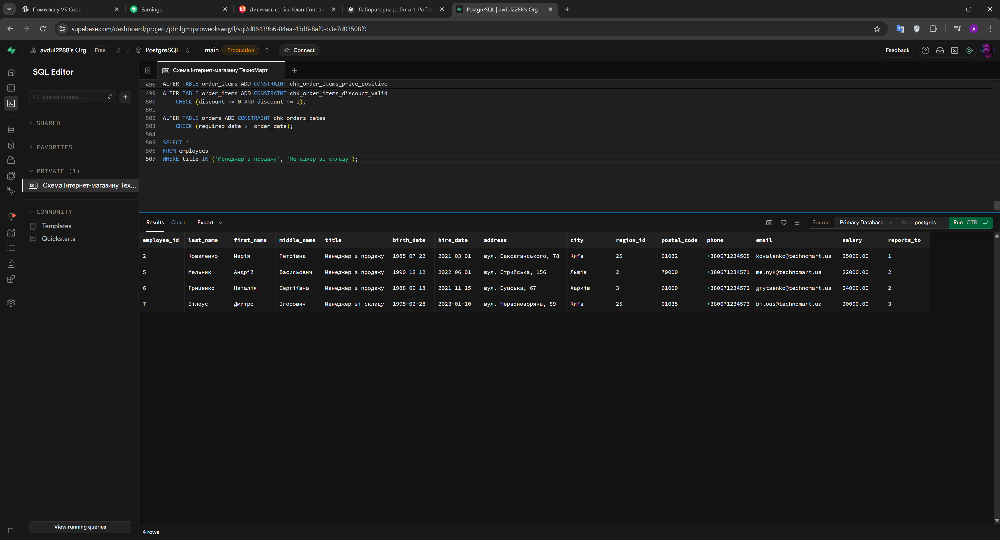 Помилка у VS Code
Earnings
Дивитись серіал Клан Сопран
Лабораторна робота 1. Робот
PostgreSQL | avdul2288's Org |
supabase.com/dashboard/project/pbhlgmqsrbweokswqyll/sql/d06439b6-84ea-43d8-8af9-b3e7d03508f9
A
avdul2288's Org Free / PostgreSQL / main Production Connect
Feedback
SQL Editor
SQL Схема інтернет-магазину ТехноМарт
Search queries...
SHARED
FAVORITES
PRIVATE (1)
SQL Схема інтернет-магазину Тех...
COMMUNITY
Templates
Quickstarts
View running queries
496 ALTER TABLE order_items ADD CONSTRAINT chk_order_items_price_positive
499 ALTER TABLE order_items ADD CONSTRAINT chk_order_items_discount_valid
500 CHECK (discount >= 0 AND discount <= 1);
501
502 ALTER TABLE orders ADD CONSTRAINT chk_orders_dates
503 CHECK (required_date >= order_date);
504
505 SELECT *
506 FROM employees
507 WHERE title IN ('Менеджер з продажу', 'Менеджер зі складу');
Results Chart Export
Source Primary Database Role postgres Run CTRL
employee_id last_name first_name middle_name title birth_date hire_date address city region_id postal_code phone email salary reports_to
2 Коваленко Марія Петрівна Менеджер з продажу 1985-07-22 2021-03-01 вул. Саксаганського, 78 Київ 25 01032 +380671234568 kovalenko@technomart.ua 25000.00 1
5 Мельник Андрій Васильович Менеджер з продажу 1990-12-12 2022-06-01 вул. Стрийська, 156 Львів 2 79000 +380671234571 melnyk@technomart.ua 22000.00 2
6 Гриценко Наталія Сергіївна Менеджер з продажу 1988-09-18 2021-11-15 вул. Сумська, 67 Харків 3 61000 +380671234572 grytsenko@technomart.ua 24000.00 2
7 Білоус Дмитро Ігорович Менеджер зі складу 1995-02-28 2023-01-10 вул. Червонозоряна, 89 Київ 25 01035 +380671234573 bilous@technomart.ua 20000.00 3
4 rows